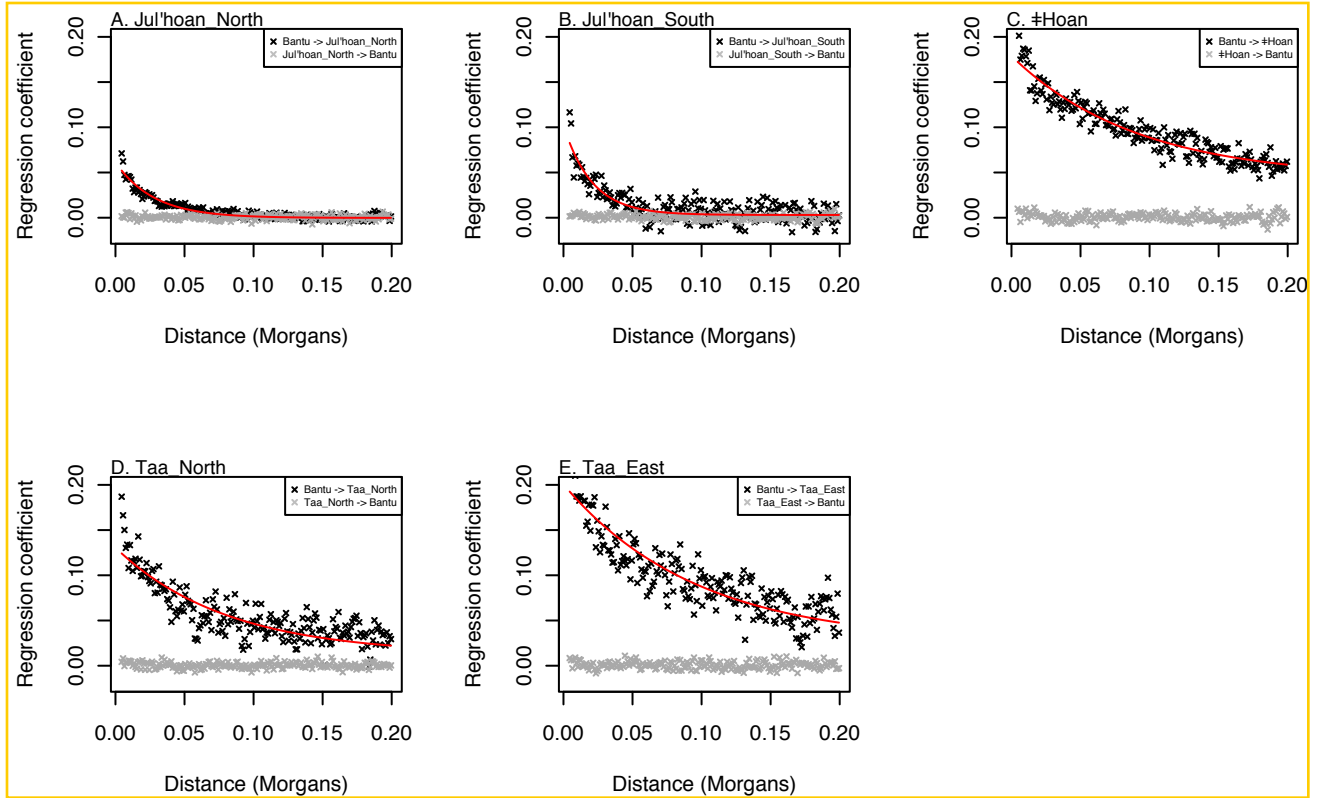 A. Jul'hoan_North
Bantu -> Jul'hoan_North
Jul'hoan_North -> Bantu
Regression coefficient
0.20
0.10
0.00
0.00 0.05 0.10 0.15 0.20
Distance (Morgans)
B. Jul'hoan_South
Bantu -> Jul'hoan_South
Jul'hoan_South -> Bantu
Regression coefficient
0.20
0.10
0.00
0.00 0.05 0.10 0.15 0.20
Distance (Morgans)
C. ǂHoan
Bantu -> ǂHoan
ǂHoan -> Bantu
Regression coefficient
0.20
0.10
0.00
0.00 0.05 0.10 0.15 0.20
Distance (Morgans)
D. Taa_North
Bantu -> Taa_North
Taa_North -> Bantu
Regression coefficient
0.20
0.10
0.00
0.00 0.05 0.10 0.15 0.20
Distance (Morgans)
E. Taa_East
Bantu -> Taa_East
Taa_East -> Bantu
Regression coefficient
0.20
0.10
0.00
0.00 0.05 0.10 0.15 0.20
Distance (Morgans)